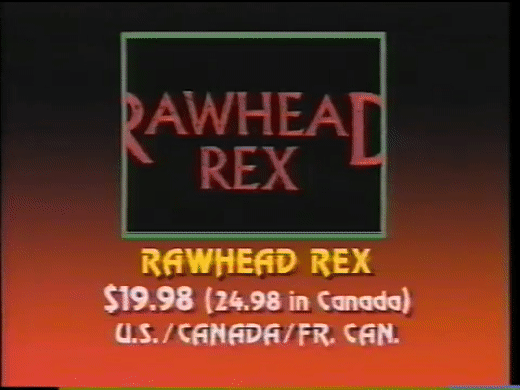 RAWHEAD
REX
RAWHEAD REX
$19.98 (24.98 in Canada)
U.S./CANADA/FR. CAN.